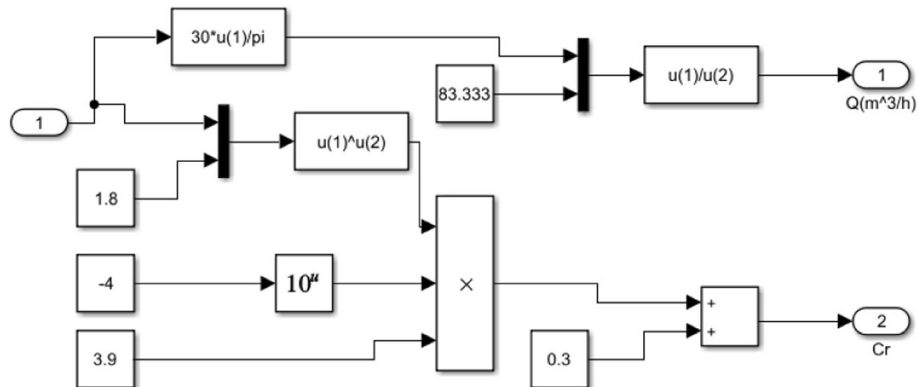 30*u(1)/pi
83.333
u(1)/u(2)
1
Q(m^3/h)
1
u(1)^u(2)
1.8
-4
10^u
×
3.9
0.3
+
+
2
Cr